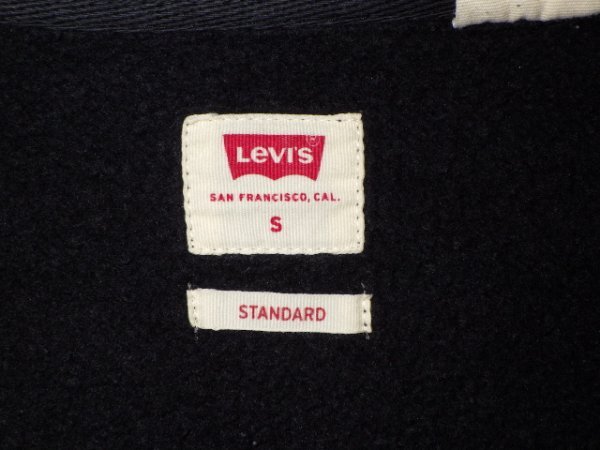 Levi's
SAN FRANCISCO, CAL.
S
STANDARD